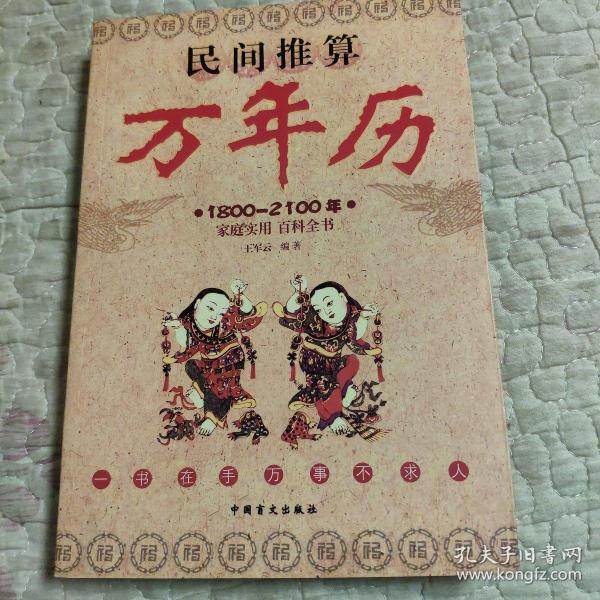 民间推算
万年历
•1800-2100年•
家庭实用 百科全书
王军云 编著
一书在手万事不求人
中国盲文出版社
孔夫子旧书网
www.kongfz.com